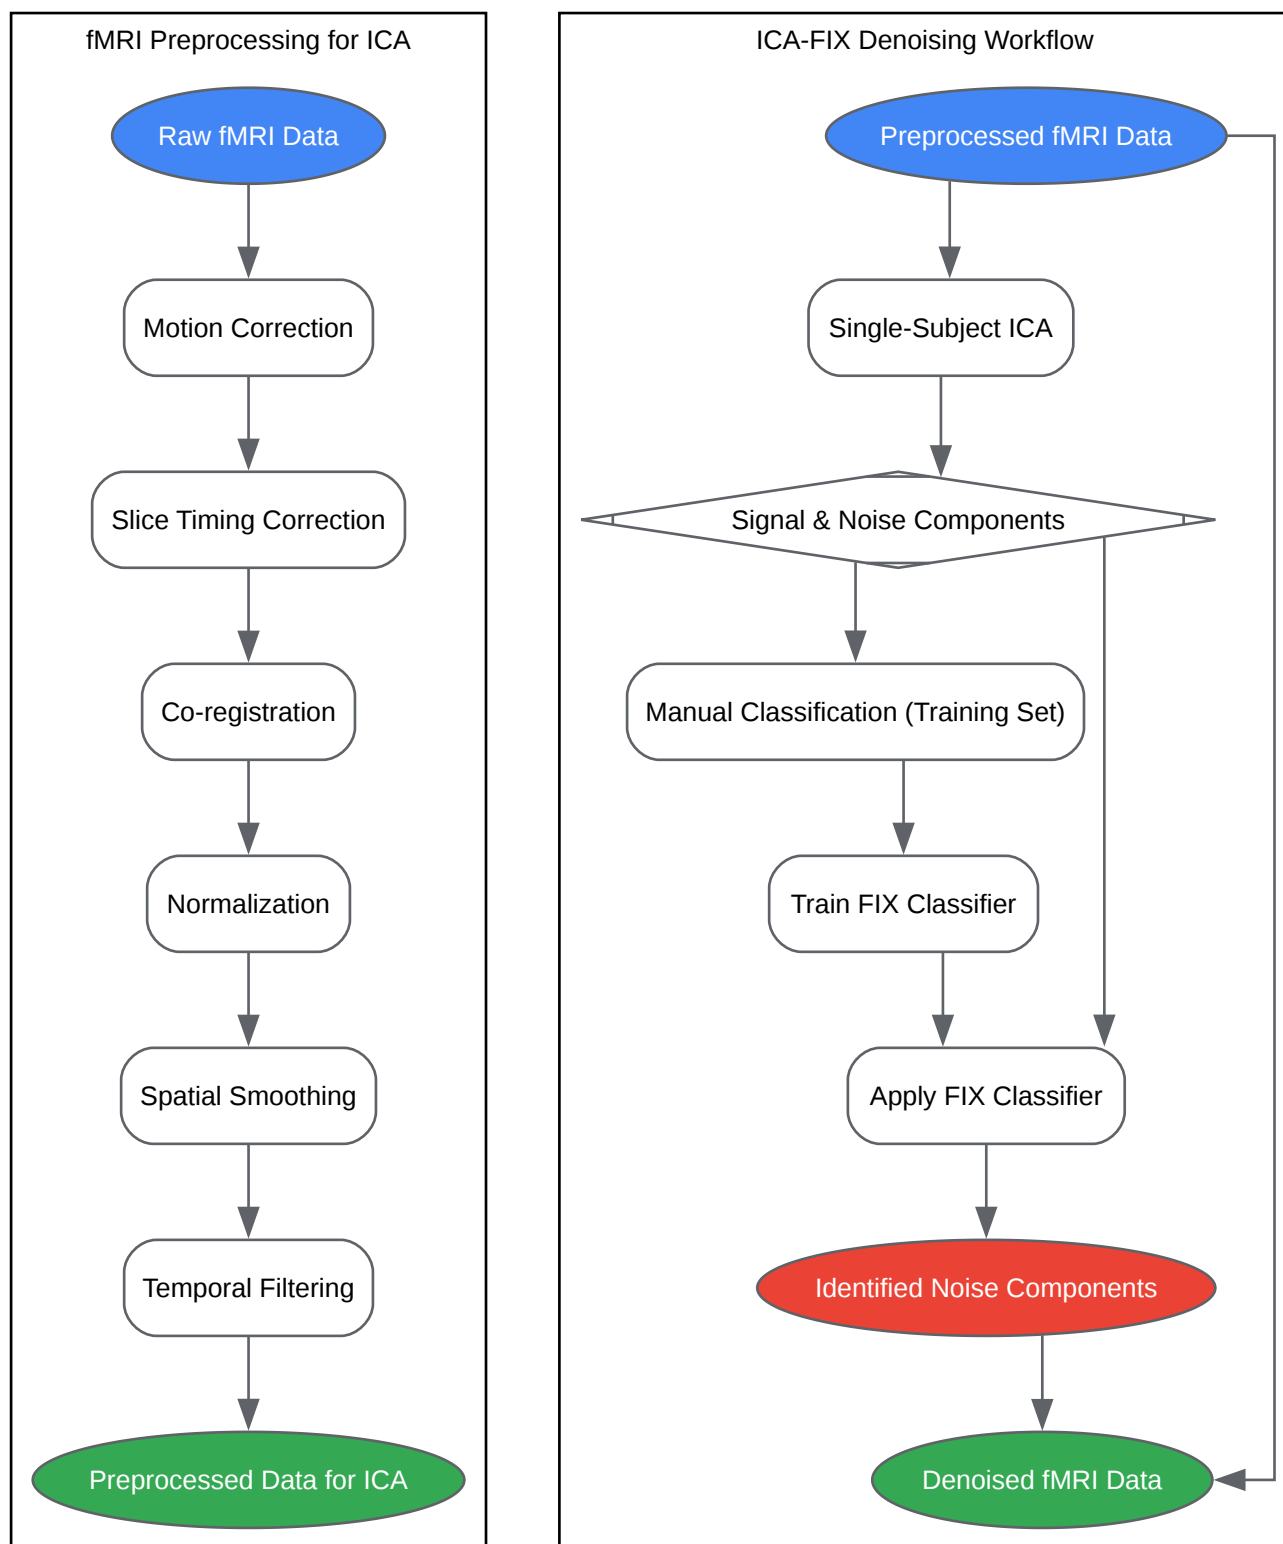 fMRI Preprocessing for ICA
Raw fMRI Data
Motion Correction
Slice Timing Correction
Co-registration
Normalization
Spatial Smoothing
Temporal Filtering
Preprocessed Data for ICA
ICA-FIX Denoising Workflow
Preprocessed fMRI Data
Single-Subject ICA
Signal & Noise Components
Manual Classification (Training Set)
Train FIX Classifier
Apply FIX Classifier
Identified Noise Components
Denoised fMRI Data